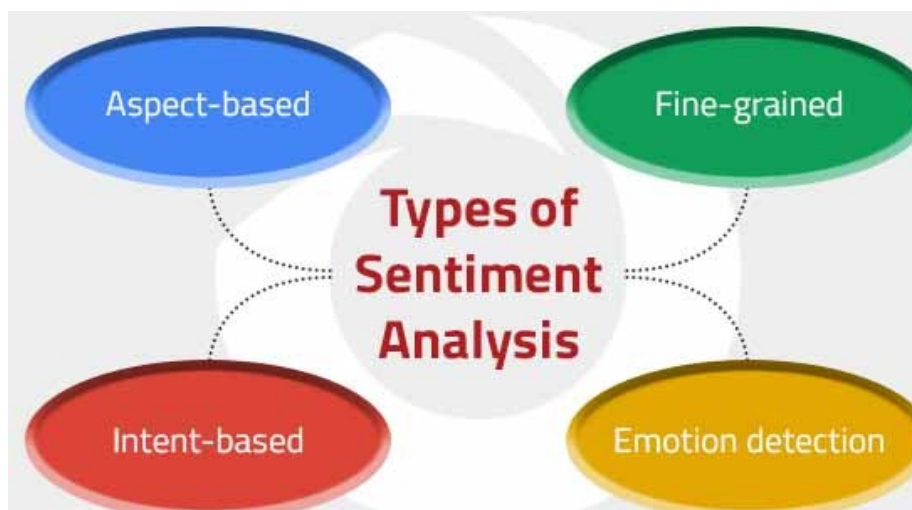 Aspect-based
Fine-grained
Types of
Sentiment
Analysis
Intent-based
Emotion detection